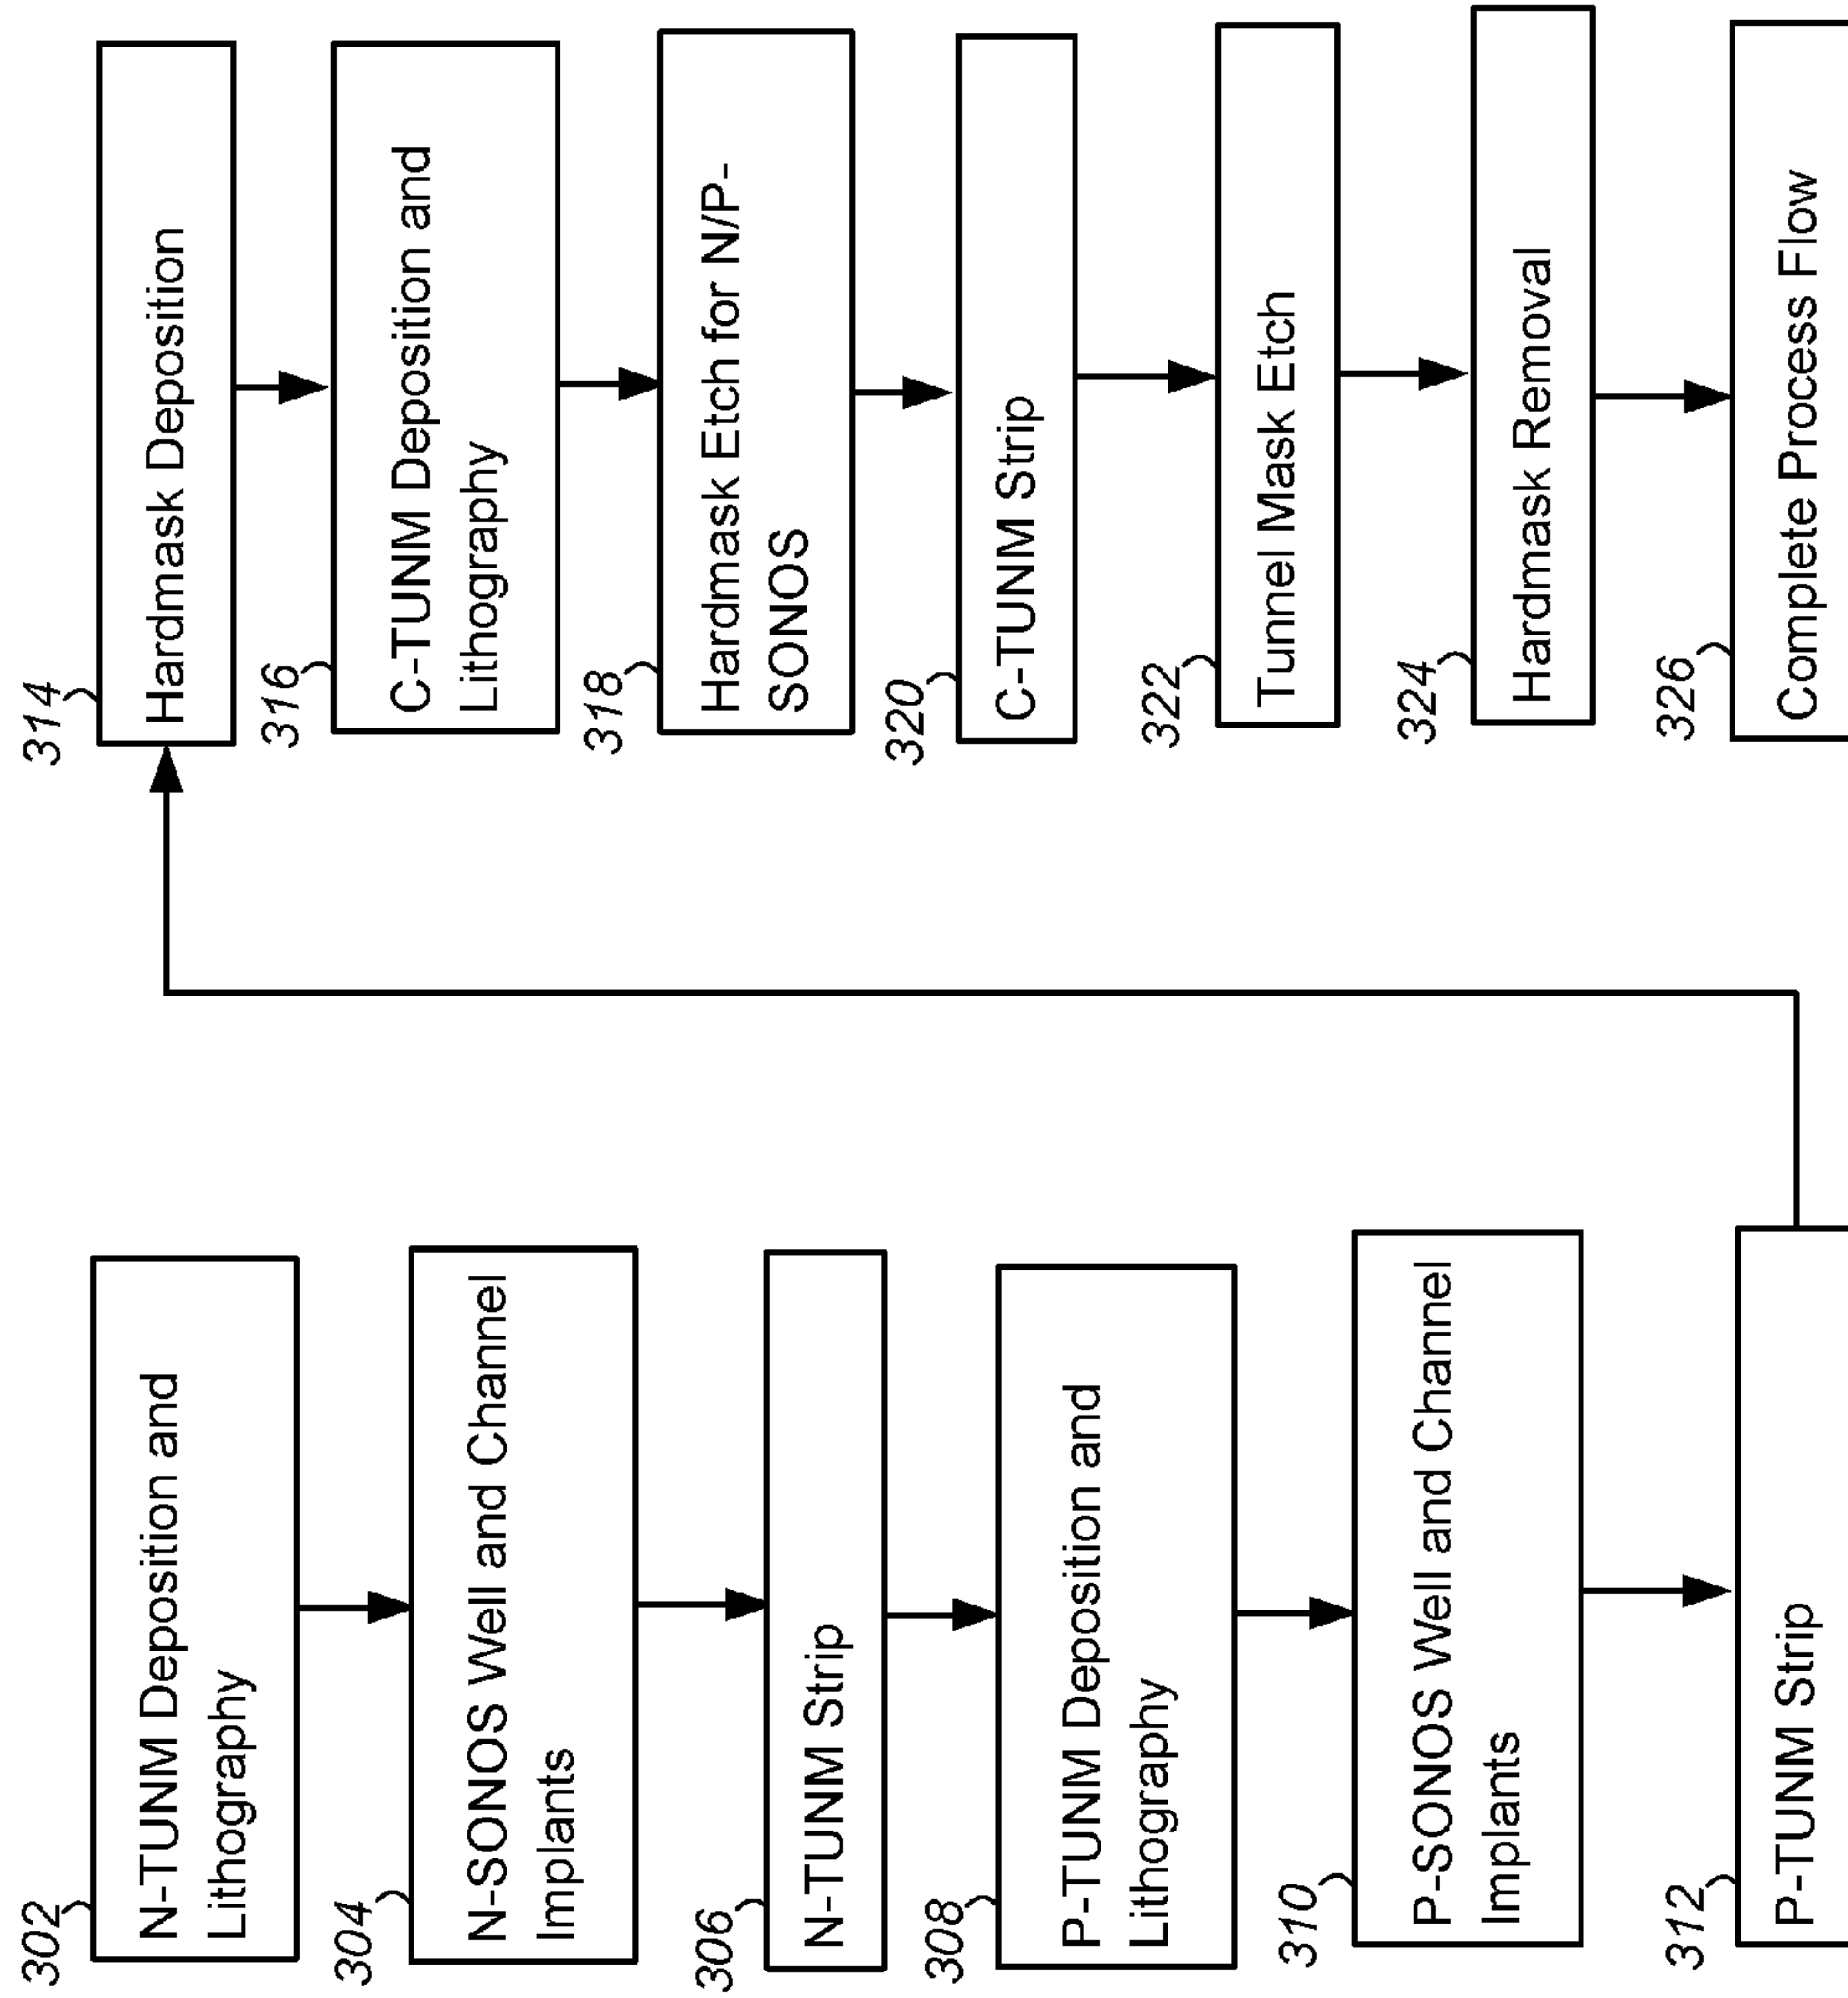 302
N-TUNM Deposition and
Lithography
304
N-SONOS Well and Channel
Implants
306
N-TUNM Strip
308
P-TUNM Deposition and
Lithography
310
P-SONOS Well and Channel
Implants
312
P-TUNM Strip
314
Hardmask Deposition
316
C-TUNM Deposition and
Lithography
318
Hardmask Etch for N/P-
SONOS
320
C-TUNM Strip
322
Tunnel Mask Etch
324
Hardmask Removal
326
Complete Process Flow